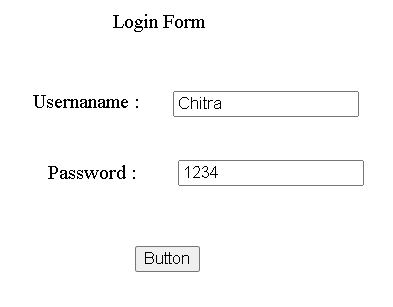 Login Form
Usernaname : Chitra
Password : 1234
Button